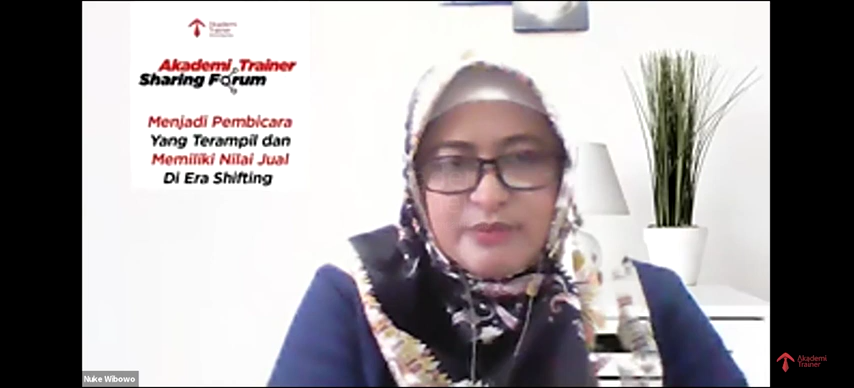 Akademi
Trainer
Akademi Trainer
Sharing Forum
Menjadi Pembicara
Yang Terampil dan
Memiliki Nilai Jual
Di Era Shifting
Nuke Wibowo
Akademi
Trainer